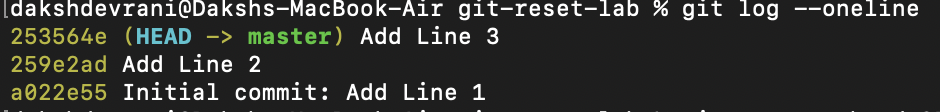 [dakshdevrani@Dakshs-MacBook-Air git-reset-lab % git log --oneline
253564e (HEAD -> master) Add Line 3
259e2ad Add Line 2
a022e55 Initial commit: Add Line 1